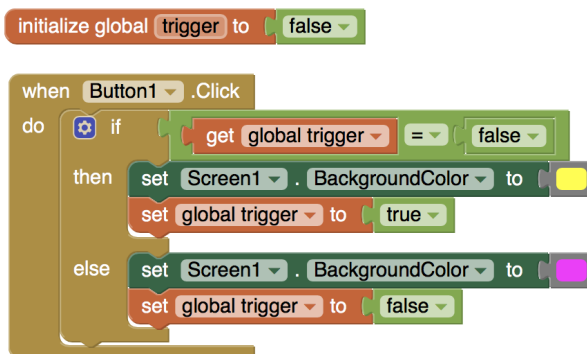 initialize global trigger to false
when Button1 .Click
do if get global trigger = false
then set Screen1 . BackgroundColor to
set global trigger to true
else set Screen1 . BackgroundColor to
set global trigger to false